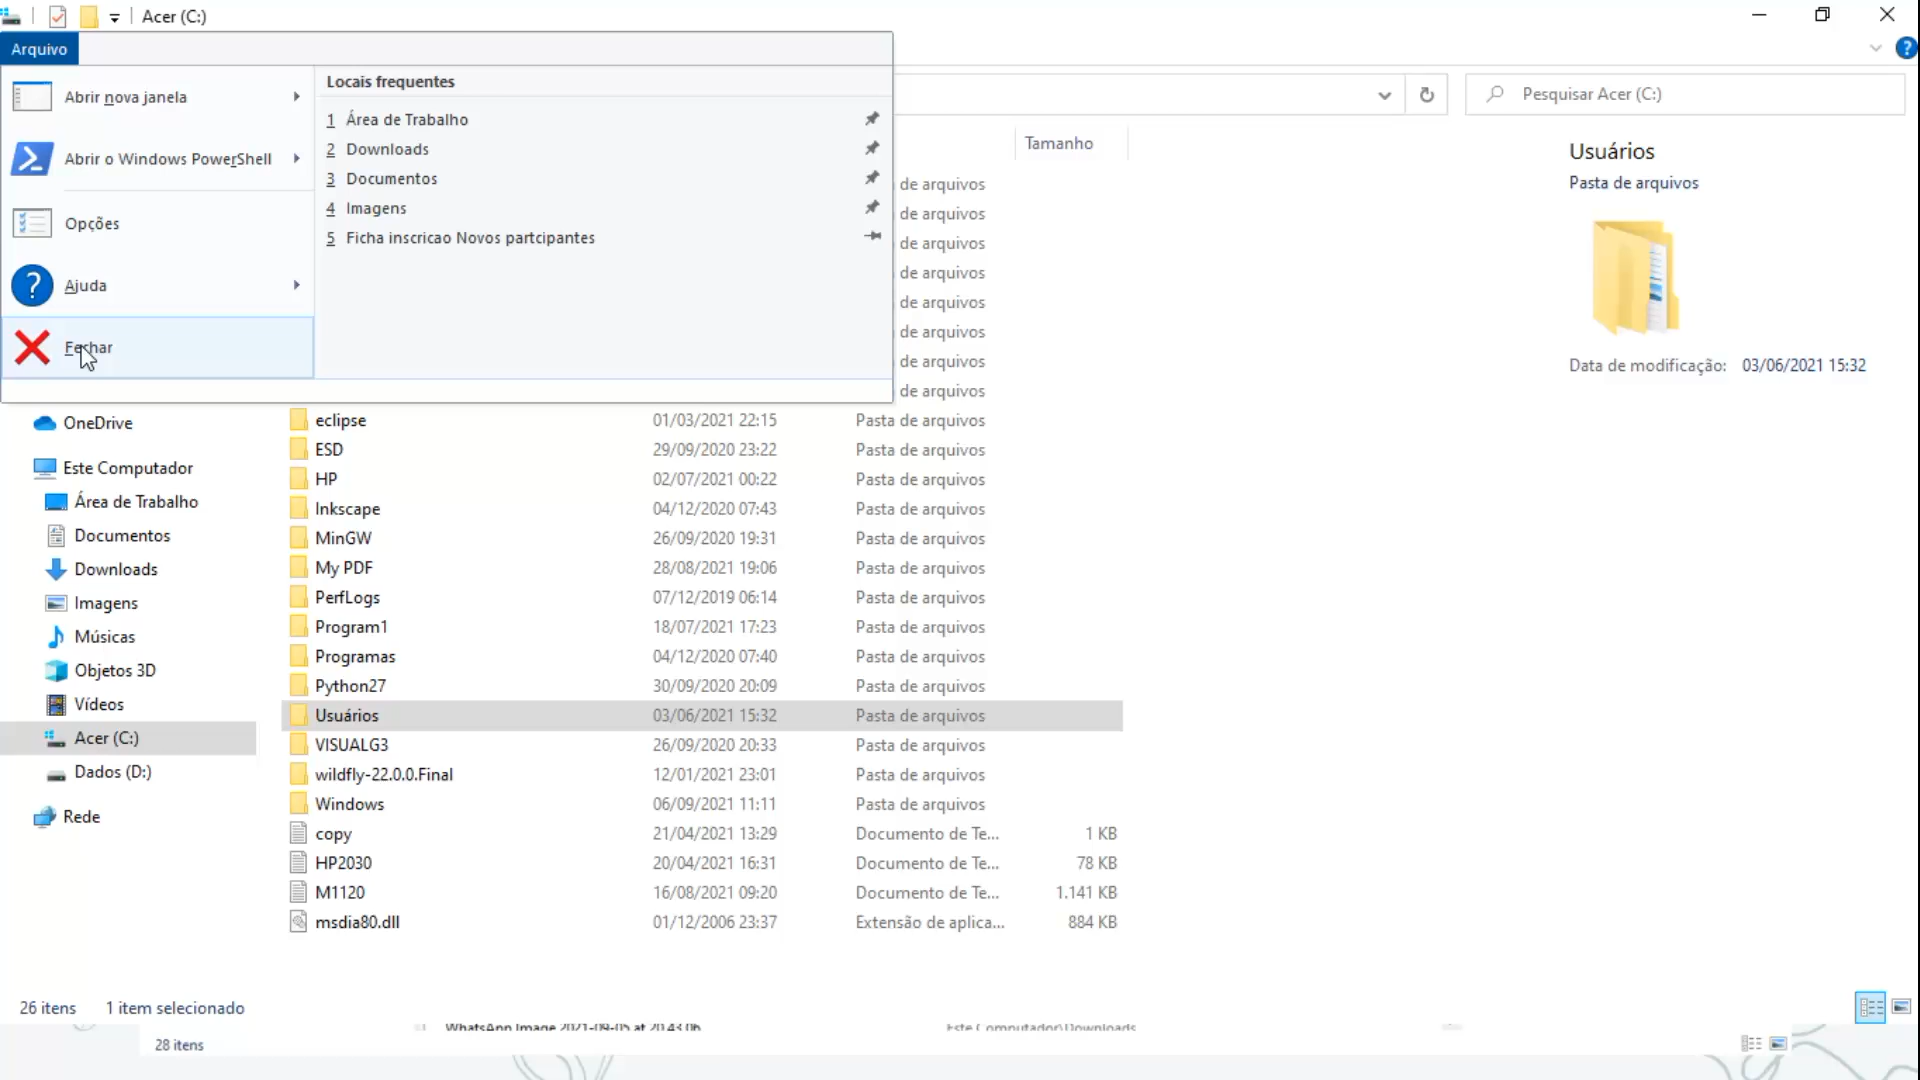 Acer (C:)
Arquivo
Abrir nova janela
Abrir o Windows PowerShell
Opções
Ajuda
Fechar
Locais frequentes
1 Área de Trabalho
2 Downloads
3 Documentos
4 Imagens
5 Ficha inscricao Novos partcipantes
Pesquisar Acer (C:)
Tamanho
de arquivos
de arquivos
de arquivos
de arquivos
de arquivos
de arquivos
de arquivos
de arquivos
Usuários
Pasta de arquivos
Data de modificação: 03/06/2021 15:32
OneDrive
Este Computador
Área de Trabalho
Documentos
Downloads
Imagens
Músicas
Objetos 3D
Vídeos
Acer (C:)
Dados (D:)
Rede
eclipse 01/03/2021 22:15 Pasta de arquivos
ESD 29/09/2020 23:22 Pasta de arquivos
HP 02/07/2021 00:22 Pasta de arquivos
Inkscape 04/12/2020 07:43 Pasta de arquivos
MinGW 26/09/2020 19:31 Pasta de arquivos
My PDF 28/08/2021 19:06 Pasta de arquivos
PerfLogs 07/12/2019 06:14 Pasta de arquivos
Program1 18/07/2021 17:23 Pasta de arquivos
Programas 04/12/2020 07:40 Pasta de arquivos
Python27 30/09/2020 20:09 Pasta de arquivos
Usuários 03/06/2021 15:32 Pasta de arquivos
VISUALG3 26/09/2020 20:33 Pasta de arquivos
wildfly-22.0.0.Final 12/01/2021 23:01 Pasta de arquivos
Windows 06/09/2021 11:11 Pasta de arquivos
copy 21/04/2021 13:29 Documento de Te... 1 KB
HP2030 20/04/2021 16:31 Documento de Te... 78 KB
M1120 16/08/2021 09:20 Documento de Te... 1.141 KB
msdia80.dll 01/12/2006 23:37 Extensão de aplica... 884 KB
26 itens 1 item selecionado
WhatsApp Image 2021-09-05 at 20.43.06 Este Computador\Downloads
28 itens